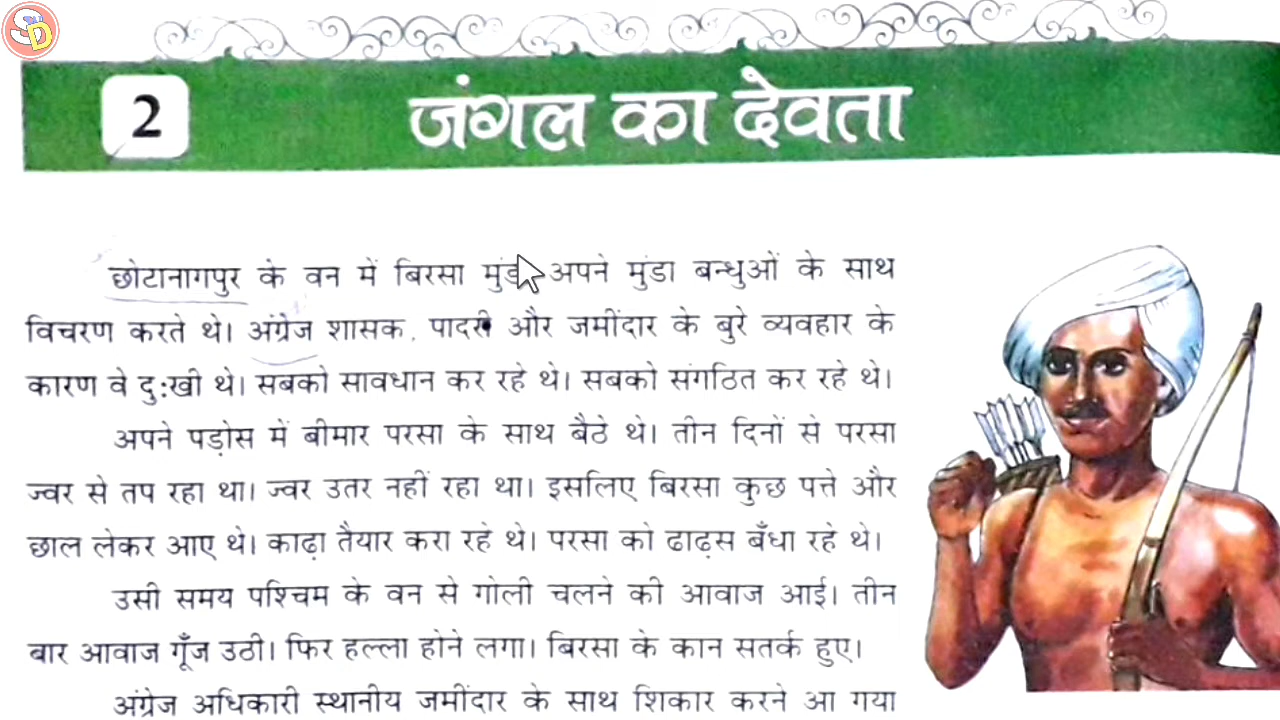 SD
2
जंगल का देवता
छोटानागपुर के वन में बिरसा मुंडा अपने मुंडा बन्धुओं के साथ
विचरण करते थे। अंग्रेज शासक, पादरी और जमींदार के बुरे व्यवहार के
कारण वे दुःखी थे। सबको सावधान कर रहे थे। सबको संगठित कर रहे थे।
अपने पड़ोस में बीमार परसा के साथ बैठे थे। तीन दिनों से परसा
ज्वर से तप रहा था। ज्वर उतर नहीं रहा था। इसलिए बिरसा कुछ पत्ते और
छाल लेकर आए थे। काढ़ा तैयार करा रहे थे। परसा को ढाढ़स बँधा रहे थे।
उसी समय पश्चिम के वन से गोली चलने की आवाज आई। तीन
बार आवाज गूँज उठी। फिर हल्ला होने लगा। बिरसा के कान सतर्क हुए।
अंग्रेज अधिकारी स्थानीय जमींदार के साथ शिकार करने आ गया